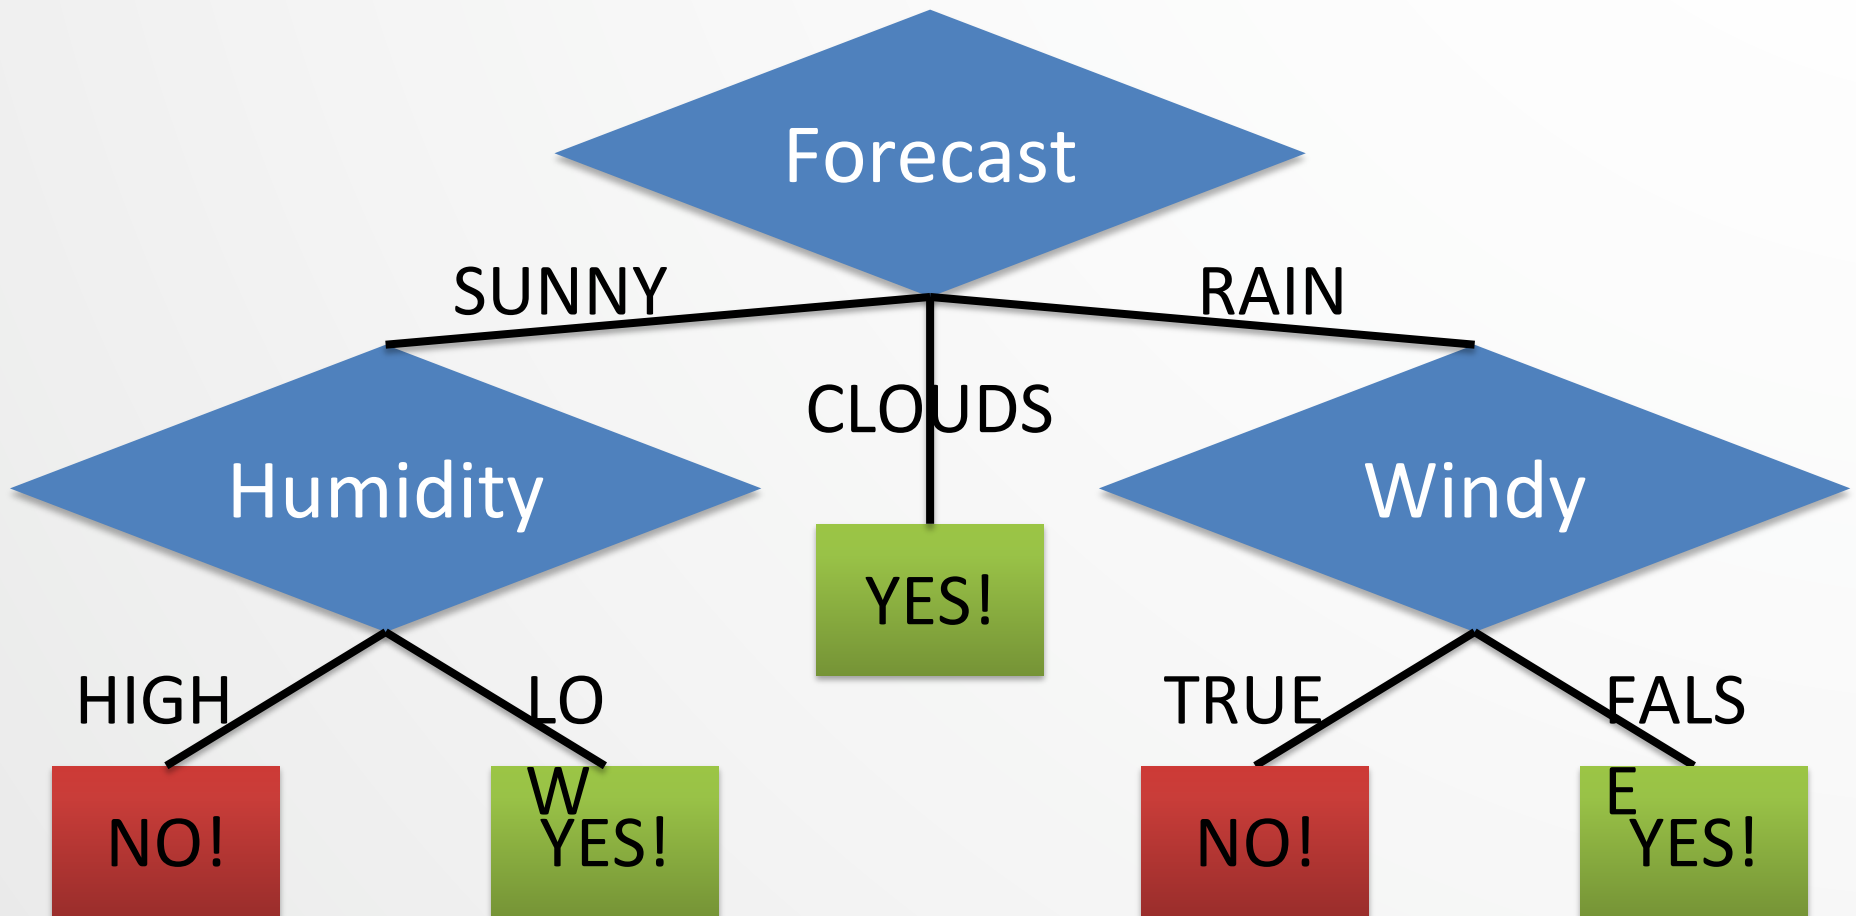 Forecast
SUNNY
RAIN
CLOUDS
Humidity
Windy
YES!
HIGH
LO
W
TRUE
FALS
E
NO!
YES!
NO!
YES!